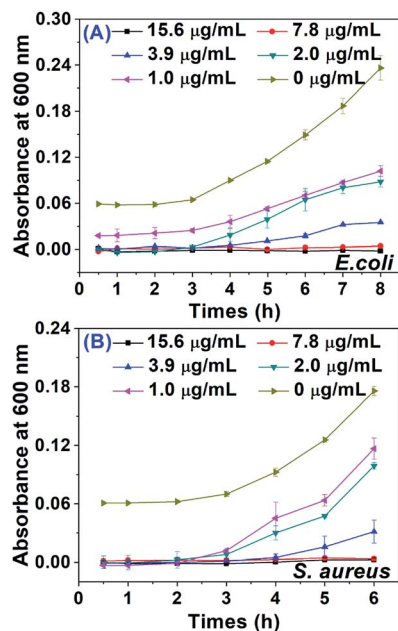 (A)
15.6 μg/mL 7.8 μg/mL
3.9 μg/mL 2.0 μg/mL
1.0 μg/mL 0 μg/mL
Absorbance at 600 nm
0.30
0.24
0.18
0.12
0.06
0.00
E.coli
0 1 2 3 4 5 6 7 8
Times (h)
(B)
15.6 μg/mL 7.8 μg/mL
3.9 μg/mL 2.0 μg/mL
1.0 μg/mL 0 μg/mL
Absorbance at 600 nm
0.24
0.18
0.12
0.06
0.00
S. aureus
0 1 2 3 4 5 6
Times (h)